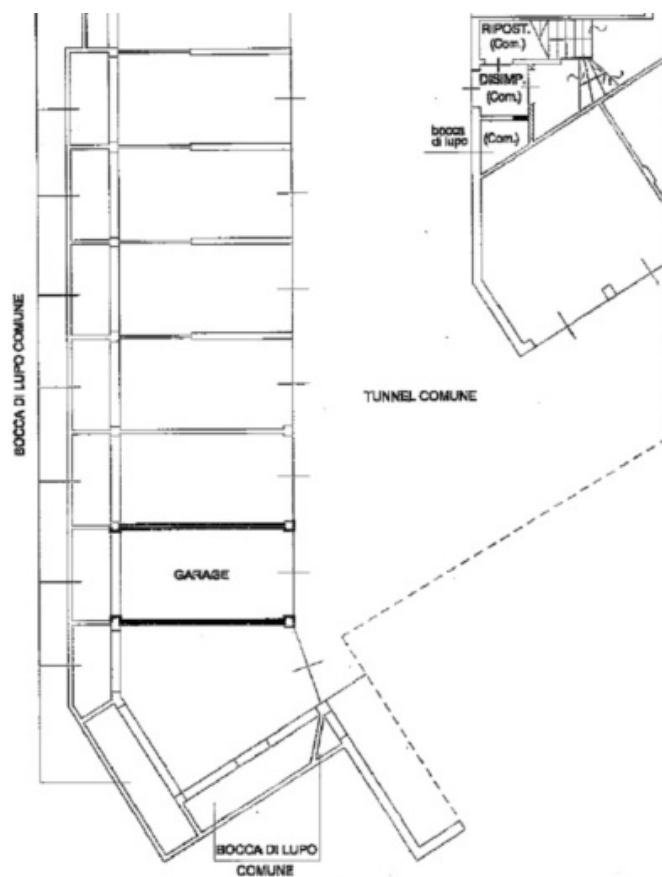 RIPOST.
(Com.)
DISIMP.
(Com.)
bocca
di lupo
(Com.)
BOCCA DI LUPO COMUNE
TUNNEL COMUNE
GARAGE
BOCCA DI LUPO
COMUNE